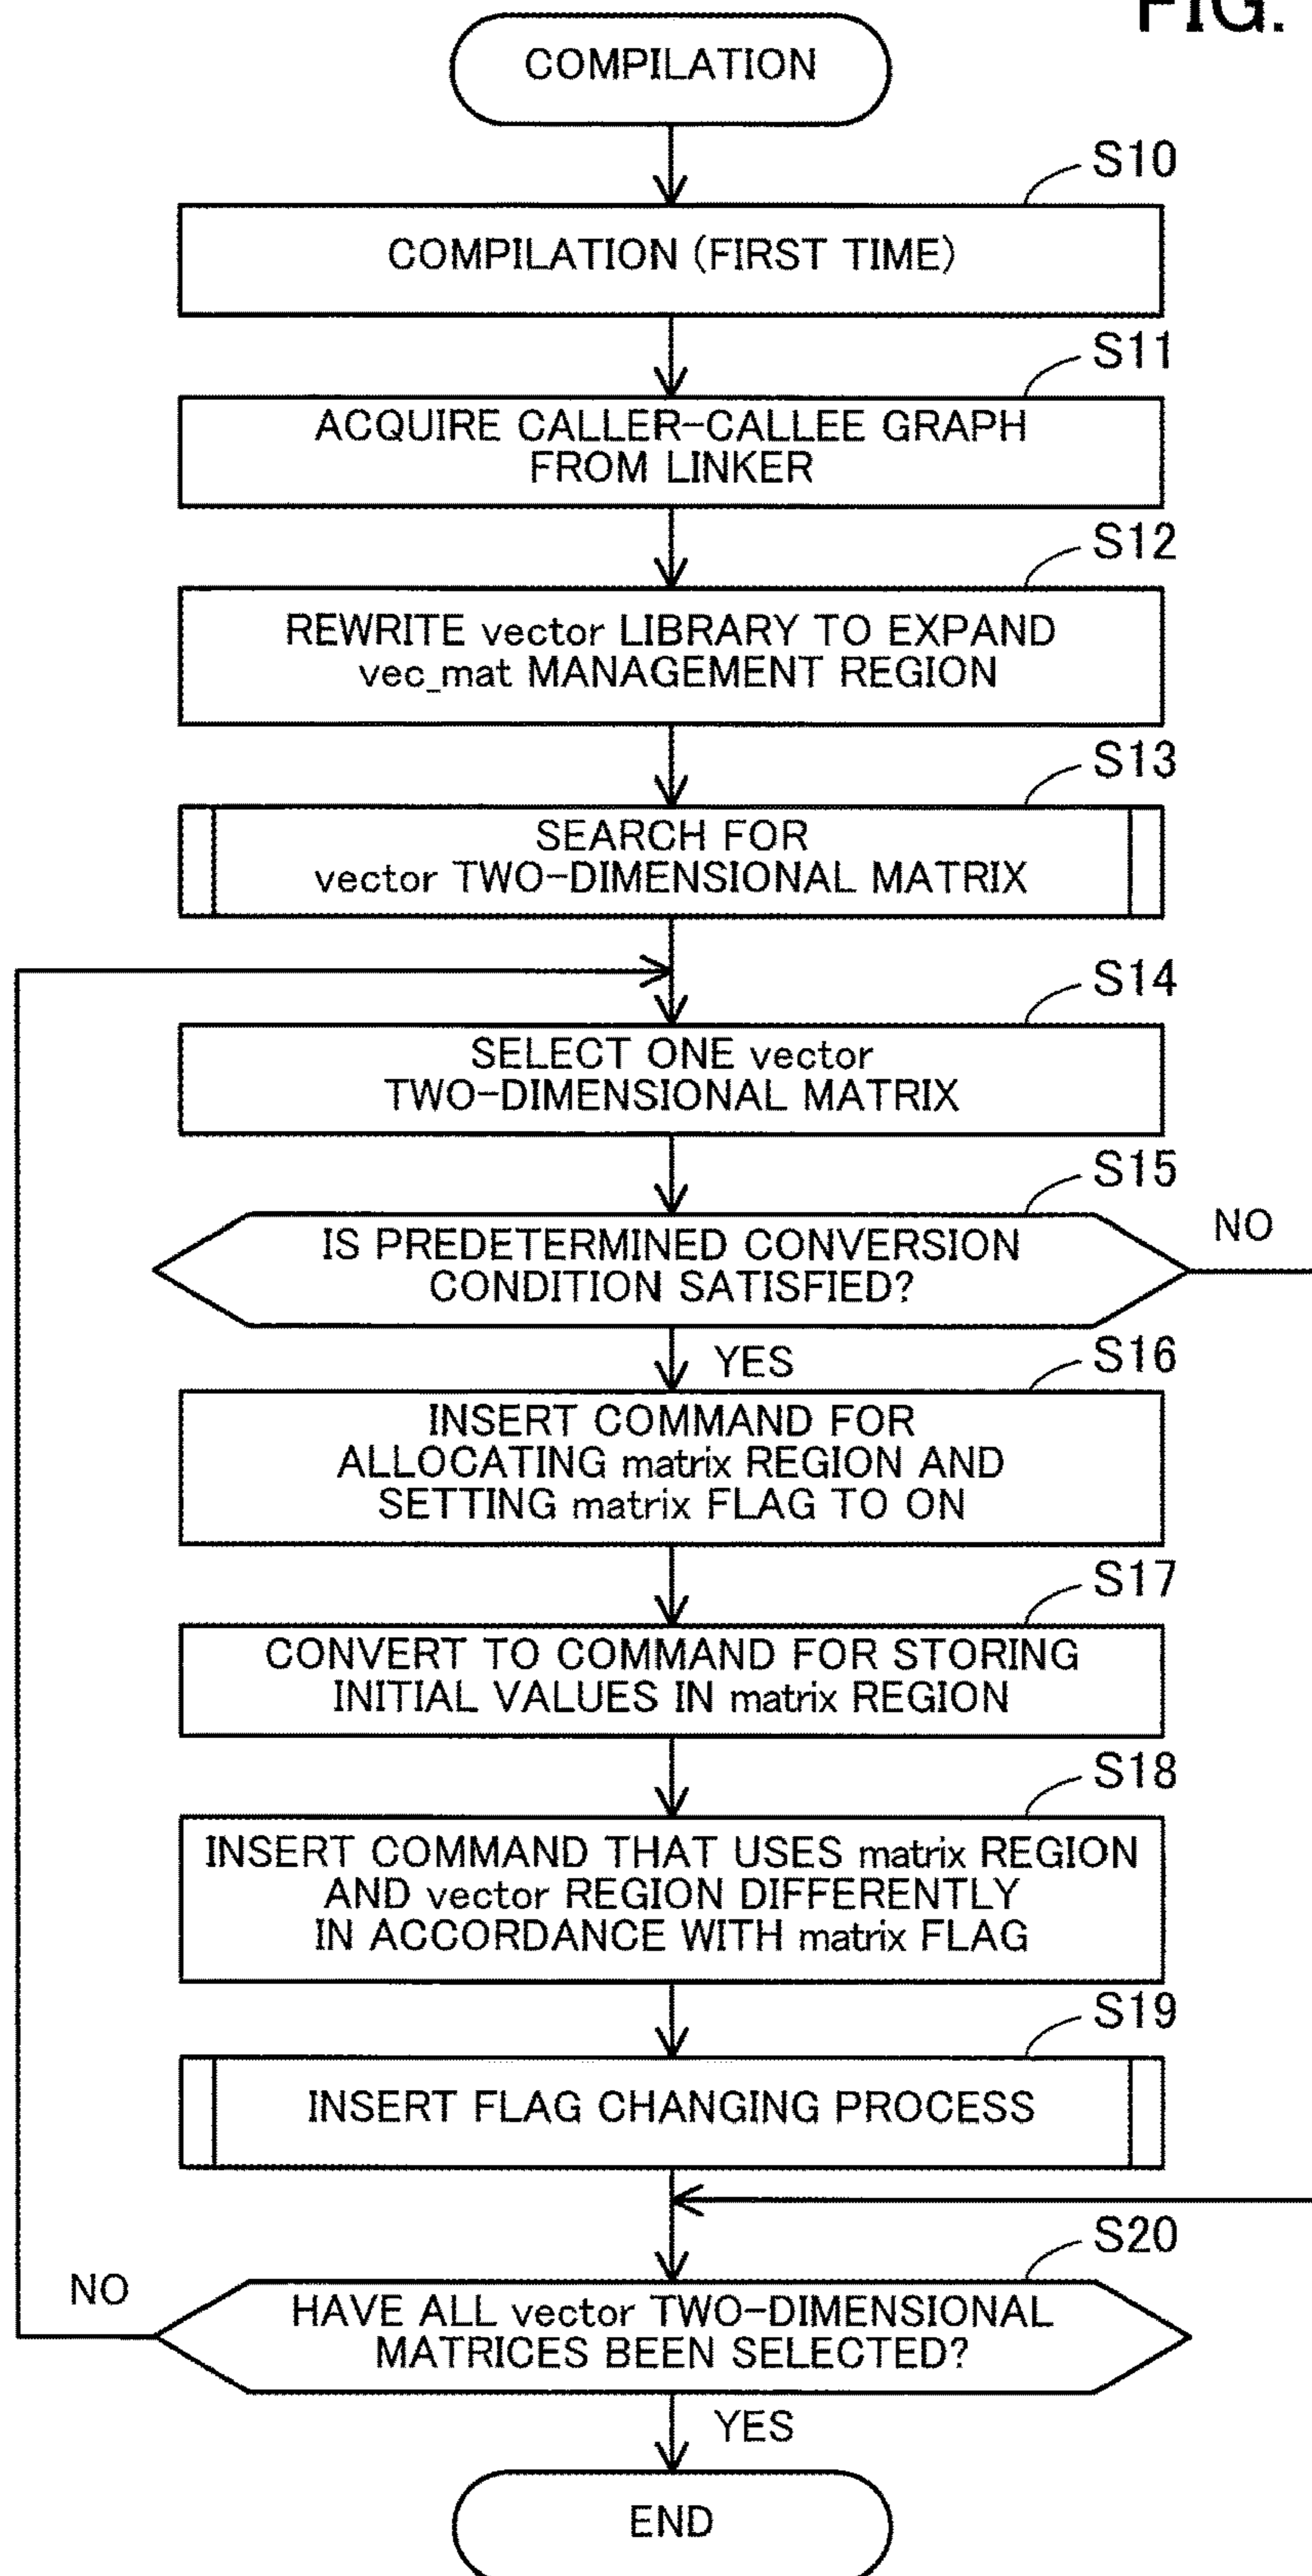 FIG.
COMPILATION
S10
COMPILATION (FIRST TIME)
S11
ACQUIRE CALLER-CALLEE GRAPH
FROM LINKER
S12
REWRITE vector LIBRARY TO EXPAND
vec_mat MANAGEMENT REGION
S13
SEARCH FOR
vector TWO-DIMENSIONAL MATRIX
S14
SELECT ONE vector
TWO-DIMENSIONAL MATRIX
S15
IS PREDETERMINED CONVERSION
CONDITION SATISFIED?
NO
YES
S16
INSERT COMMAND FOR
ALLOCATING matrix REGION AND
SETTING matrix FLAG TO ON
S17
CONVERT TO COMMAND FOR STORING
INITIAL VALUES IN matrix REGION
S18
INSERT COMMAND THAT USES matrix REGION
AND vector REGION DIFFERENTLY
IN ACCORDANCE WITH matrix FLAG
S19
INSERT FLAG CHANGING PROCESS
S20
NO
HAVE ALL vector TWO-DIMENSIONAL
MATRICES BEEN SELECTED?
YES
END